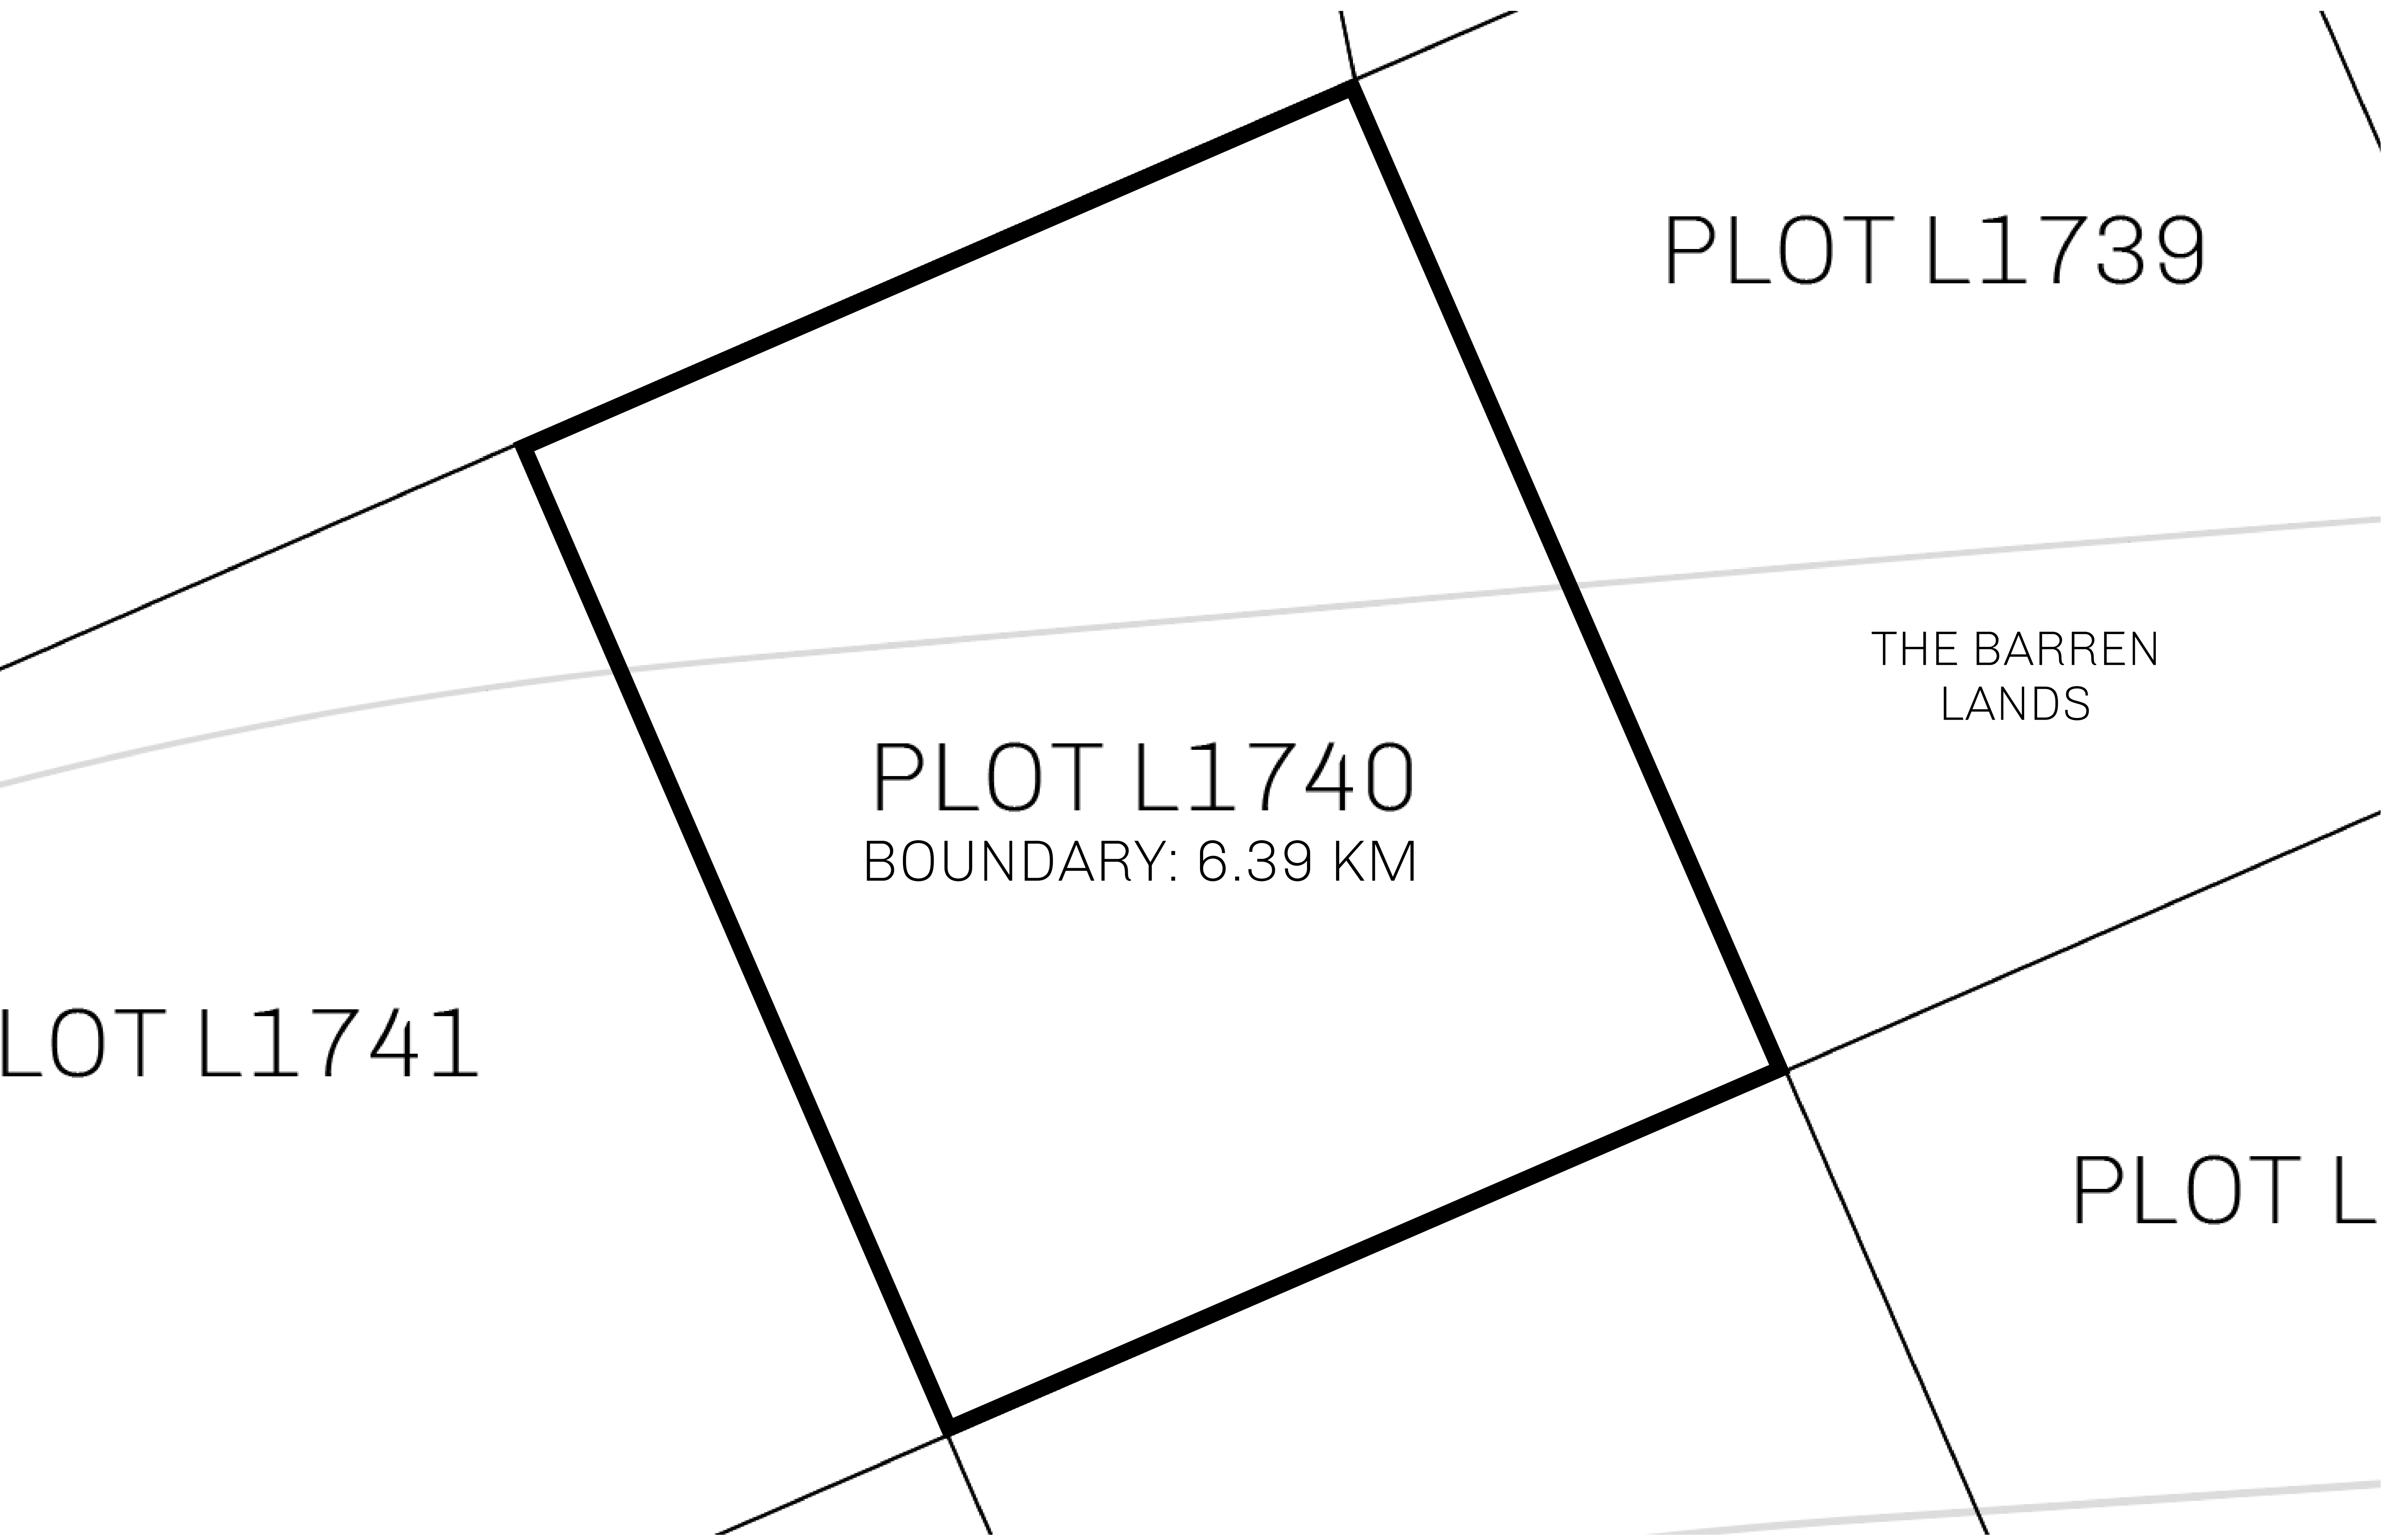 PLOT L1739
THE BARREN
LANDS
PLOT L1740
BOUNDARY: 6.39 KM
LOT L1741
PLOT L